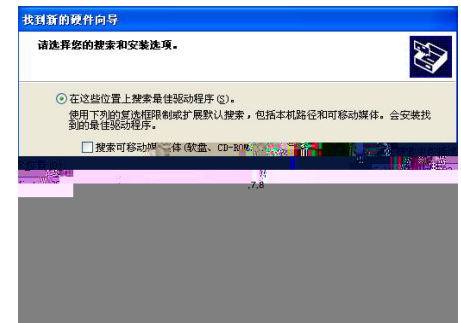 找到新的硬件向导
请选择您的搜索和安装选项。
在这些位置上搜索最佳驱动程序(S)。
使用下列的复选框限制或扩展默认搜索，包括本机路径和可移动媒体。会安装找
到的最佳驱动程序。
搜索可移动媒体(软盘、CD-ROM
,7,8